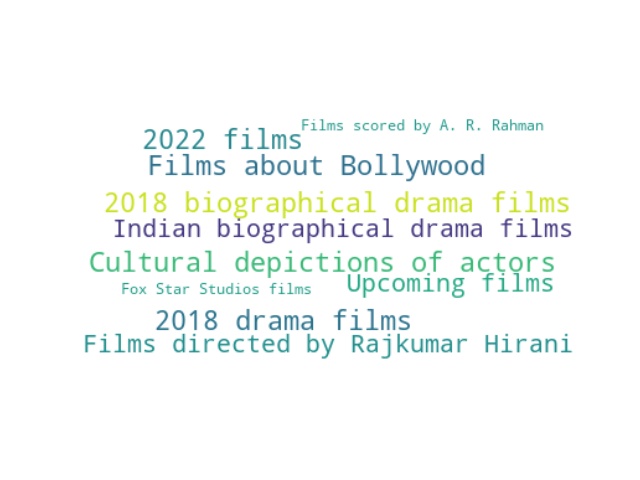 Films scored by A. R. Rahman
2022 films
Films about Bollywood
2018 biographical drama films
Indian biographical drama films
Cultural depictions of actors
Upcoming films
Fox Star Studios films
2018 drama films
Films directed by Rajkumar Hirani